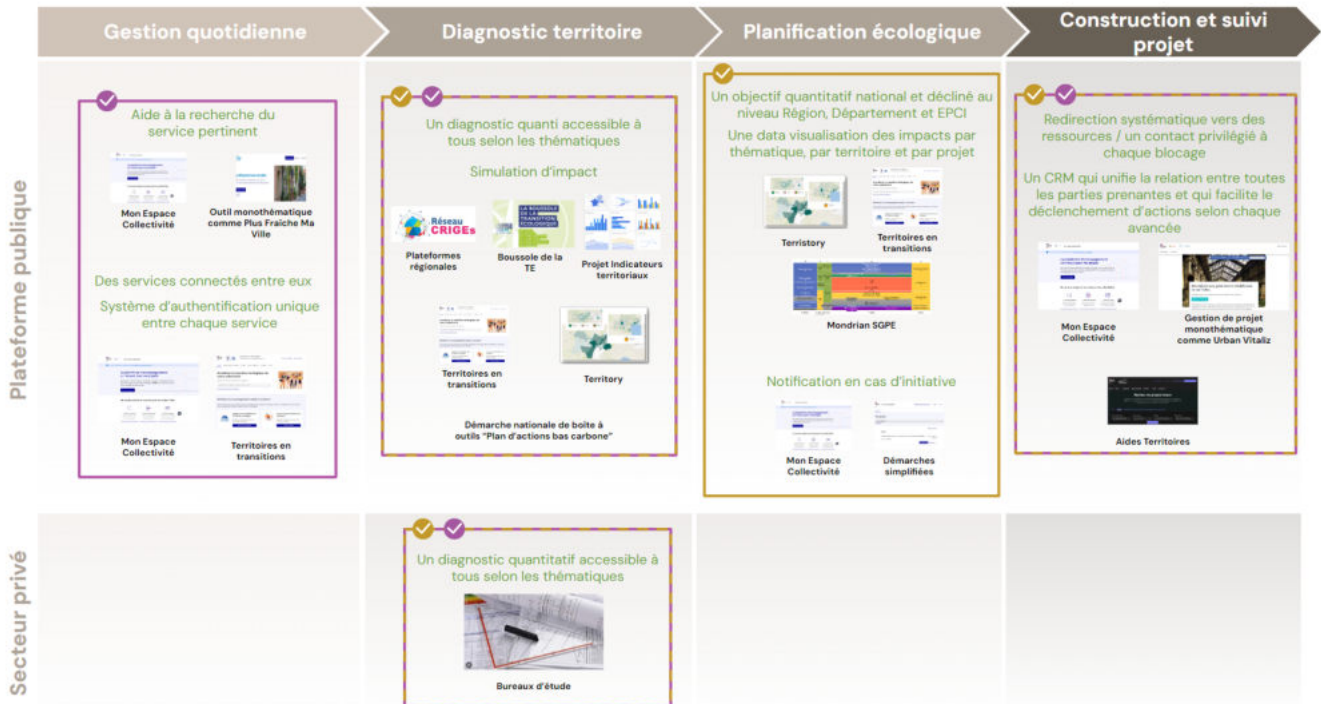 Gestion quotidienne
Diagnostic territoire
Planification écologique
Construction et suivi
projet
Plateforme publique
Aide à la recherche du
service pertinent
Mon Espace
Collectivité
Outil monothématique
comme Plus Fraîche Ma
Ville
Des services connectés entre eux
Système d'authentification unique
entre chaque service
Mon Espace
Collectivité
Territoires en
transitions
Un diagnostic quanti accessible à
tous selon les thématiques
Simulation d'impact
Réseau
CRIGEs
Plateformes
régionales
LA BOUSSOLE
DE LA
TRANSITION
ÉCOLOGIQUE
Boussole de la
TE
Projet Indicateurs
territoriaux
Territoires en
transitions
Territory
Démarche nationale de boîte à
outils "Plan d'actions bas carbone"
Un objectif quantitatif national et décliné au
niveau Région, Département et EPCI
Une data visualisation des impacts par
thématique, par territoire et par projet
Territory
Territoires en
transitions
Mondrian SGPE
Notification en cas d'initiative
Mon Espace
Collectivité
Démarches
simplifiées
Redirection systématique vers des
ressources / un contact privilégié à
chaque blocage
Un CRM qui unifie la relation entre toutes
les parties prenantes et qui facilite le
déclenchement d'actions selon chaque
avancée
Mon Espace
Collectivité
Gestion de projet
monothématique
comme Urban Vitaliz
Aides Territoires
Secteur privé
Un diagnostic quantitatif accessible à
tous selon les thématiques
Bureaux d'étude